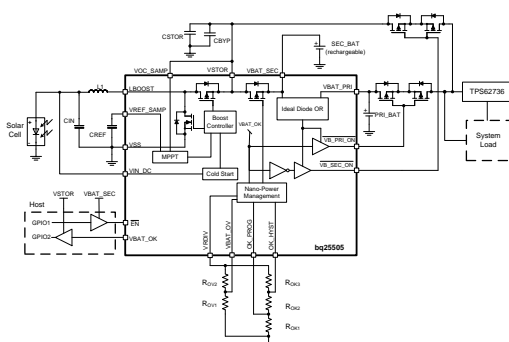 CSTOR
CBYP
SEC_BAT
(rechargeable)
VOC_SAMP
VSTOR
VBAT_SEC
L1
LBOOST
VBAT_PRI
TPS62736
Solar
Cell
CIN
CREF
VREF_SAMP
Boost
Controller
Ideal Diode OR
VBAT_OK
PRI_BAT
System
Load
VSS
MPPT
VB_PRI_ON
Cold Start
VB_SEC_ON
VIN_DC
Nano-Power
Management
VSTOR
VBAT_SEC
Host
GPIO1
EN
GPIO2
VBAT_OK
VRDIV
VBAT_OV
OK_PROG
OK_HYST
bq25505
ROV2
ROK3
ROV1
ROK2
ROK1